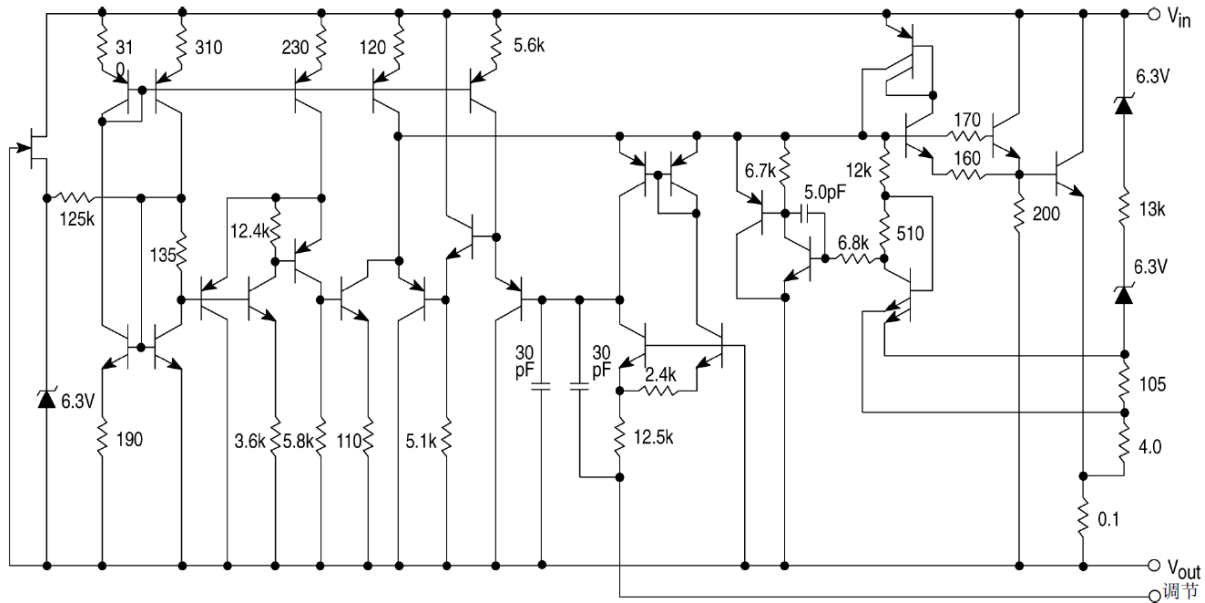 Vin
31
0
310
230
120
5.6k
6.3V
170
160
6.7k
12k
5.0pF
125k
12.4k
6.8k
510
200
13k
135
6.3V
30
pF
30
pF
2.4k
105
6.3V
190
3.6k
5.8k
110
5.1k
12.5k
4.0
0.1
Vout
调节